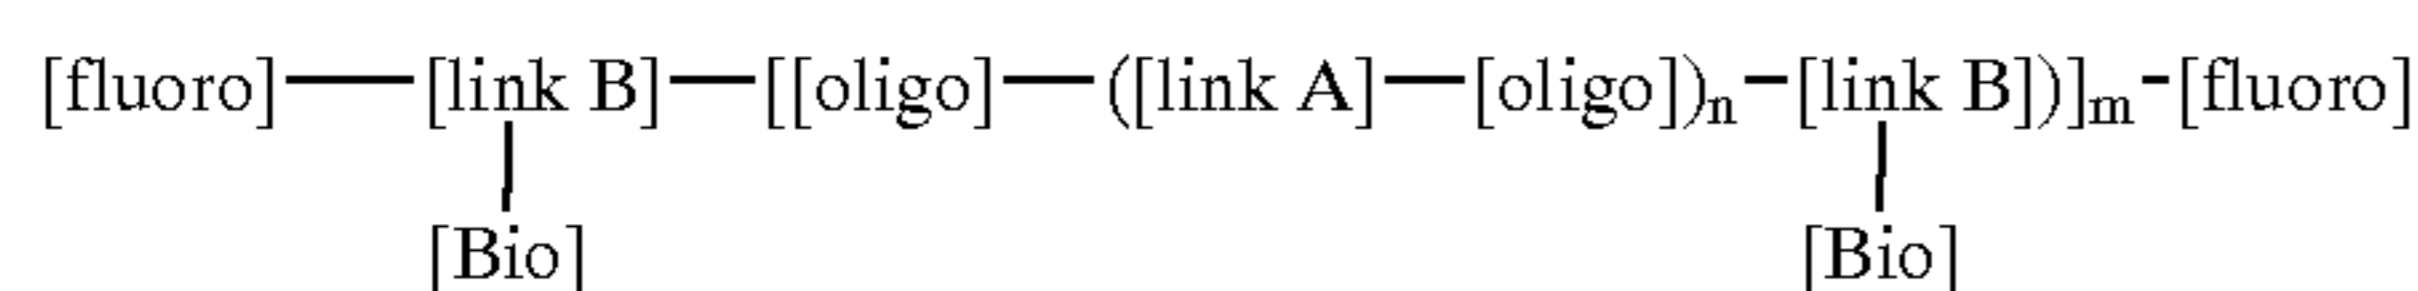 [fluoro]—[link B]—[[oligo]—([link A]—[oligo])n–[link B])]m-[fluoro]
[Bio] [Bio]